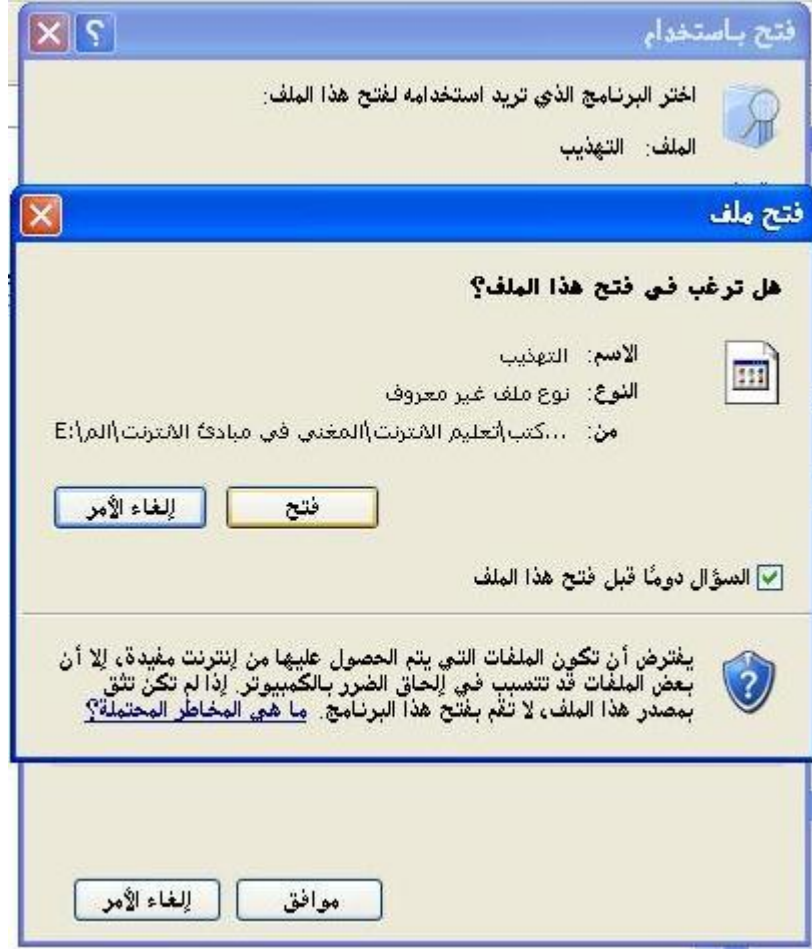 فتح باستخدام
اختر البرنامج الذي تريد استخدامه لفتح هذا الملف:
الملف: التهذيب
فتح ملف
هل ترغب في فتح هذا الملف؟
الاسم: التهذيب
النوع: نوع ملف غير معروف
من: ...كتب\تعليم الانترنت\المغني في مبادئ الانترنت\الم\:E
فتح
إلغاء الأمر
السؤال دومًا قبل فتح هذا الملف
يفترض أن تكون الملفات التي يتم الحصول عليها من إنترنت مفيدة، إلا أن
بعض الملفات قد تتسبب في إلحاق الضرر بالكمبيوتر. إذا لم تكن تثق
بمصدر هذا الملف، لا تقم بفتح هذا البرنامج. ما هي المخاطر المحتملة؟
موافق
إلغاء الأمر